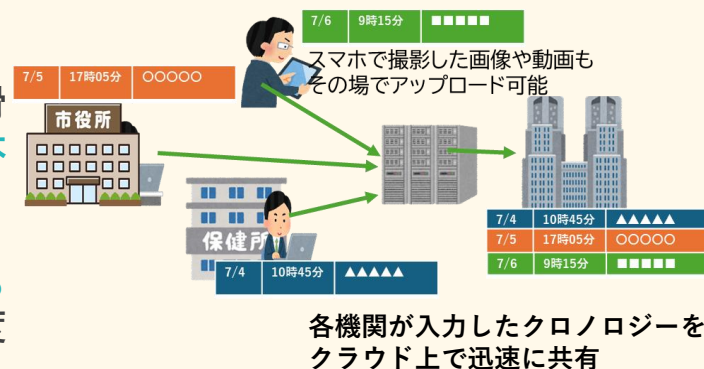 7/6 9時15分 ■■■■■
スマホで撮影した画像や動画も
その場でアップロード可能
7/5 17時05分 〇〇〇〇〇
市役所
保健所
7/4 10時45分 ▲▲▲▲▲
7/4 10時45分 ▲▲▲▲▲
7/5 17時05分 〇〇〇〇〇
7/6 9時15分 ■■■■■
各機関が入力したクロノロジーを
クラウド上で迅速に共有